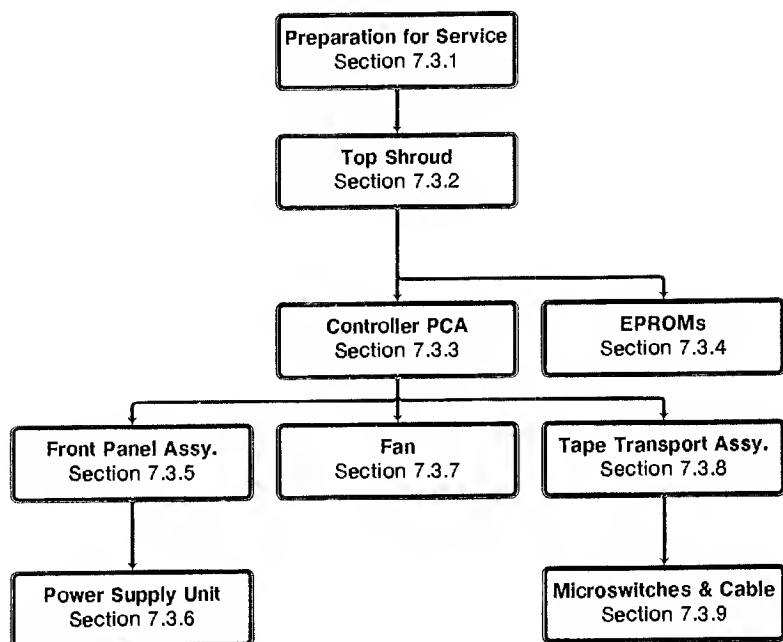 Preparation for Service
Section 7.3.1
Top Shroud
Section 7.3.2
Controller PCA
Section 7.3.3
EPROMs
Section 7.3.4
Front Panel Assy.
Section 7.3.5
Fan
Section 7.3.7
Tape Transport Assy.
Section 7.3.8
Power Supply Unit
Section 7.3.6
Microswitches & Cable
Section 7.3.9